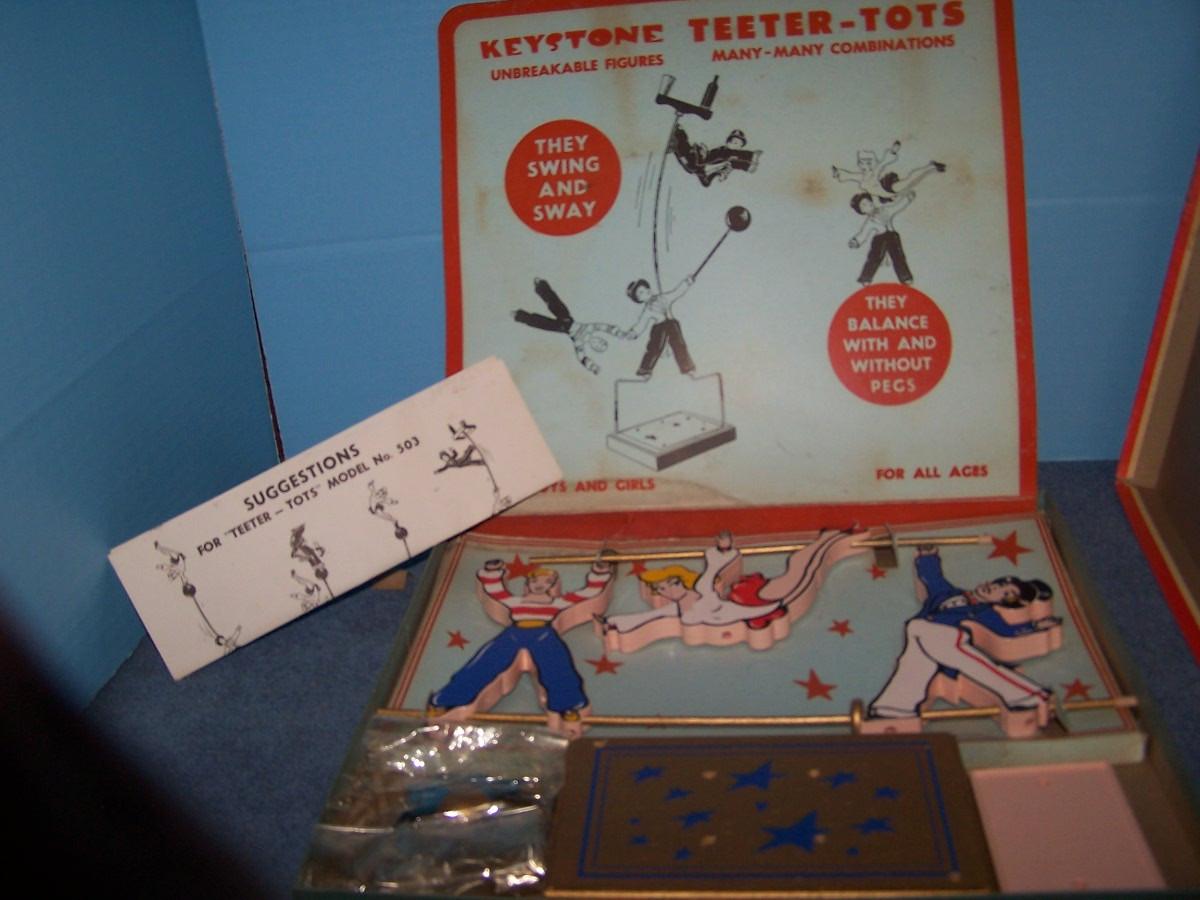 KEYSTONE TEETER-TOTS
UNBREAKABLE FIGURES
MANY-MANY COMBINATIONS
THEY
SWING
AND
SWAY
THEY
BALANCE
WITH AND
WITHOUT
PEGS
AND GIRLS
FOR ALL AGES
SUGGESTIONS
FOR "TEETER - TOTS" MODEL No. 503